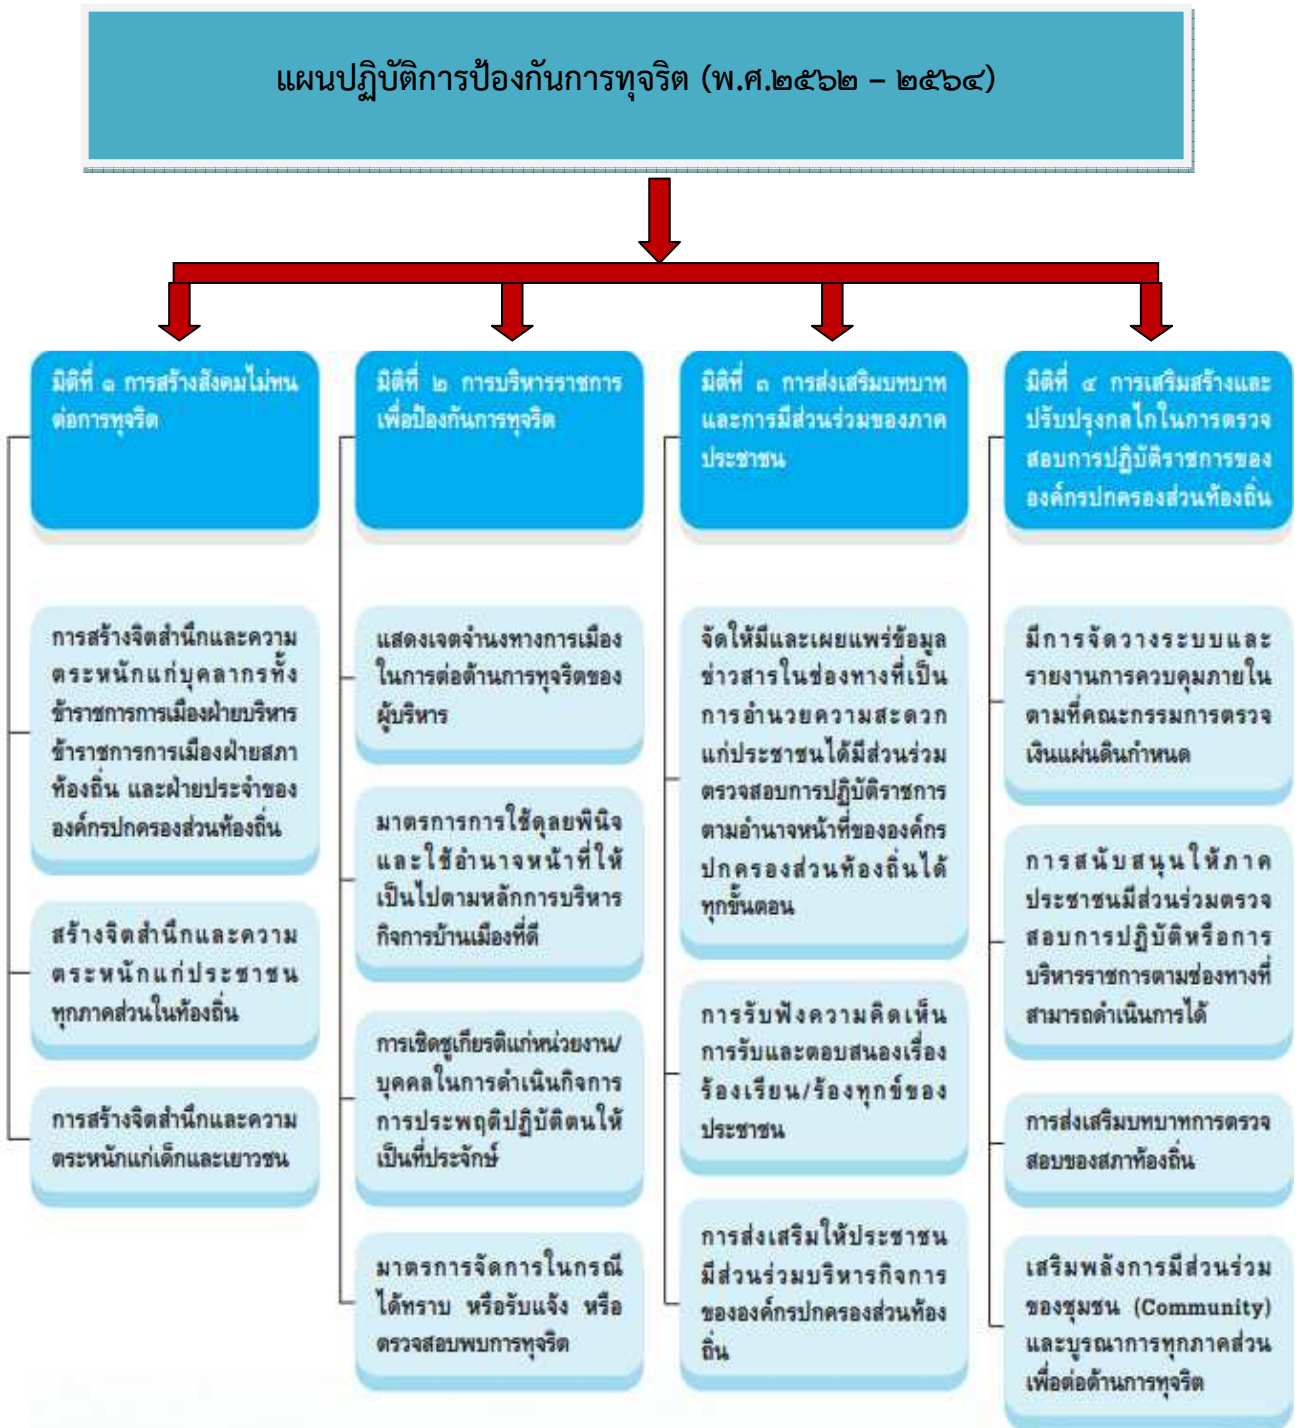 แผนปฏิบัติการป้องกันการทุจริต (พ.ศ.๒๕๖๒ – ๒๕๖๔)
มิติที่ ๑ การสร้างสังคมไม่ทน
ต่อการทุจริต
การสร้างจิตสำนึกและความ
ตระหนักแก่บุคลากรทั้ง
ข้าราชการการเมืองฝ่ายบริหาร
ข้าราชการการเมืองฝ่ายสภา
ท้องถิ่น และฝ่ายประจำของ
องค์กรปกครองส่วนท้องถิ่น
สร้างจิตสำนึกและความ
ตระหนักแก่ประชาชน
ทุกภาคส่วนในท้องถิ่น
การสร้างจิตสำนึกและความ
ตระหนักแก่เด็กและเยาวชน
มิติที่ ๒ การบริหารราชการ
เพื่อป้องกันการทุจริต
แสดงเจตจำนงทางการเมือง
ในการต่อต้านการทุจริตของ
ผู้บริหาร
มาตรการการใช้ดุลยพินิจ
และใช้อำนาจหน้าที่ให้
เป็นไปตามหลักการบริหาร
กิจการบ้านเมืองที่ดี
การเชิดชูเกียรติแก่หน่วยงาน/
บุคคลในการดำเนินกิจการ
การประพฤติปฏิบัติตนให้
เป็นที่ประจักษ์
มาตรการจัดการในกรณี
ได้ทราบ หรือรับแจ้ง หรือ
ตรวจสอบพบการทุจริต
มิติที่ ๓ การส่งเสริมบทบาท
และการมีส่วนร่วมของภาค
ประชาชน
จัดให้มีและเผยแพร่ข้อมูล
ข่าวสารในช่องทางที่เป็น
การอำนวยความสะดวก
แก่ประชาชนได้มีส่วนร่วม
ตรวจสอบการปฏิบัติราชการ
ตามอำนาจหน้าที่ขององค์กร
ปกครองส่วนท้องถิ่นได้
ทุกขั้นตอน
การรับฟังความคิดเห็น
การรับและตอบสนองเรื่อง
ร้องเรียน/ร้องทุกข์ของ
ประชาชน
การส่งเสริมให้ประชาชน
มีส่วนร่วมบริหารกิจการ
ขององค์กรปกครองส่วนท้อง
ถิ่น
มิติที่ ๔ การเสริมสร้างและ
ปรับปรุงกลไกในการตรวจ
สอบการปฏิบัติราชการของ
องค์กรปกครองส่วนท้องถิ่น
มีการจัดวางระบบและ
รายงานการควบคุมภายใน
ตามที่คณะกรรมการตรวจ
เงินแผ่นดินกำหนด
การสนับสนุนให้ภาค
ประชาชนมีส่วนร่วมตรวจ
สอบการปฏิบัติหรือการ
บริหารราชการตามช่องทางที่
สามารถดำเนินการได้
การส่งเสริมบทบาทการตรวจ
สอบของสภาท้องถิ่น
เสริมพลังการมีส่วนร่วม
ของชุมชน (Community)
และบูรณาการทุกภาคส่วน
เพื่อต่อต้านการทุจริต